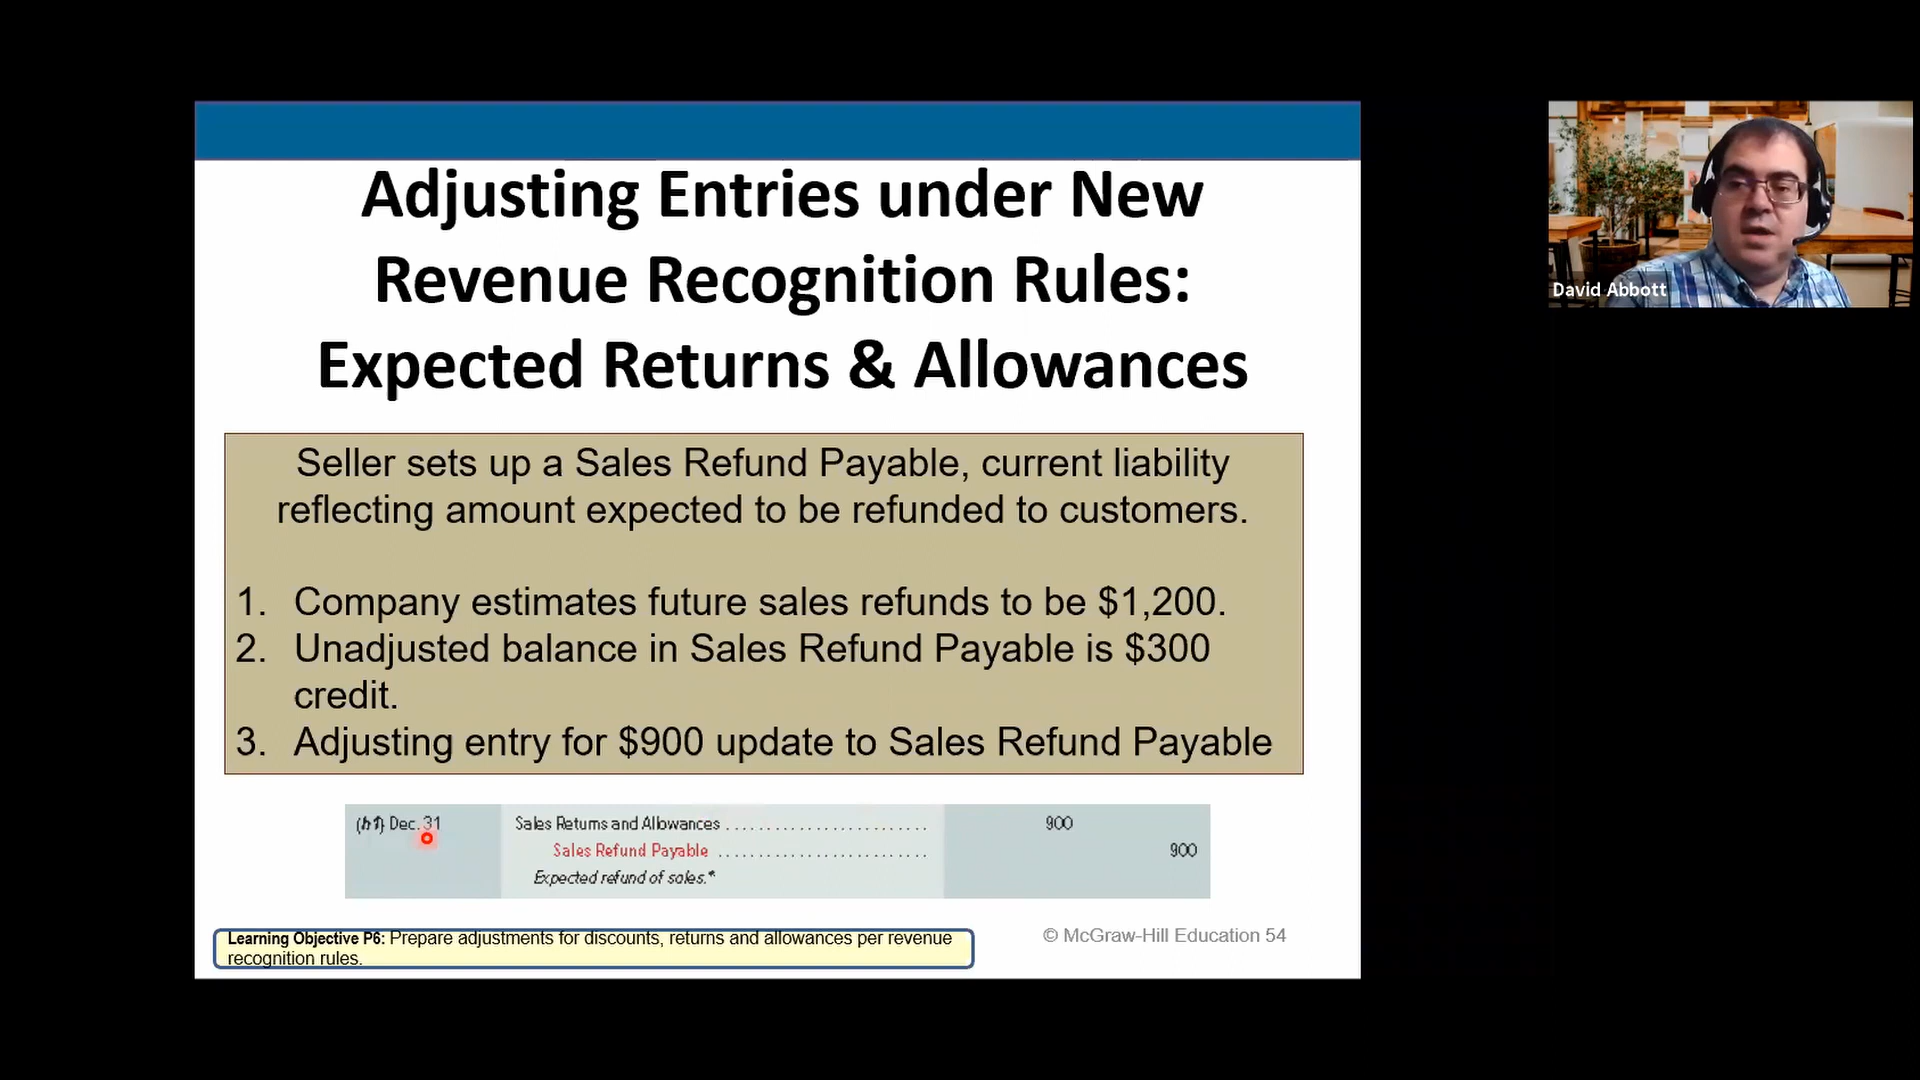 Adjusting Entries under New
Revenue Recognition Rules:
Expected Returns & Allowances
Seller sets up a Sales Refund Payable, current liability
reflecting amount expected to be refunded to customers.
1. Company estimates future sales refunds to be $1,200.
2. Unadjusted balance in Sales Refund Payable is $300
credit.
3. Adjusting entry for $900 update to Sales Refund Payable
(h1) Dec. 31 Sales Returns and Allowances ........................ 900
Sales Refund Payable ........................ 900
Expected refund of sales.*
Learning Objective P6: Prepare adjustments for discounts, returns and allowances per revenue
recognition rules.
© McGraw-Hill Education 54
David Abbott